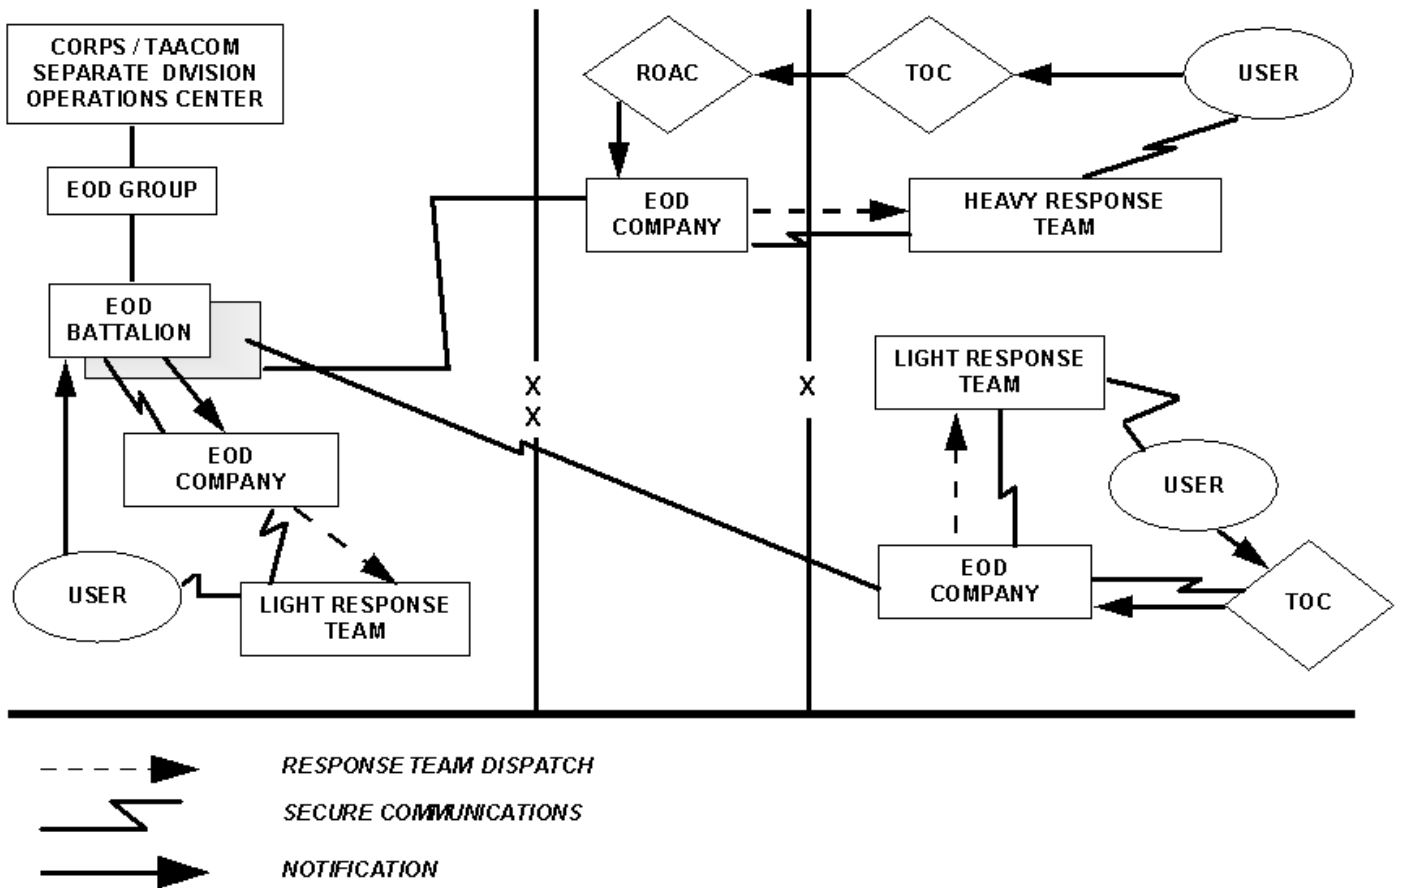 CORPS / TAACOM
SEPARATE DIVISION
OPERATIONS CENTER
EOD GROUP
EOD
BATTALION
EOD
COMPANY
USER
LIGHT RESPONSE
TEAM
X
X
X
ROAC
TOC
USER
EOD
COMPANY
HEAVY RESPONSE
TEAM
LIGHT RESPONSE
TEAM
USER
EOD
COMPANY
TOC
RESPONSE TEAM DISPATCH
SECURE COMMUNICATIONS
NOTIFICATION